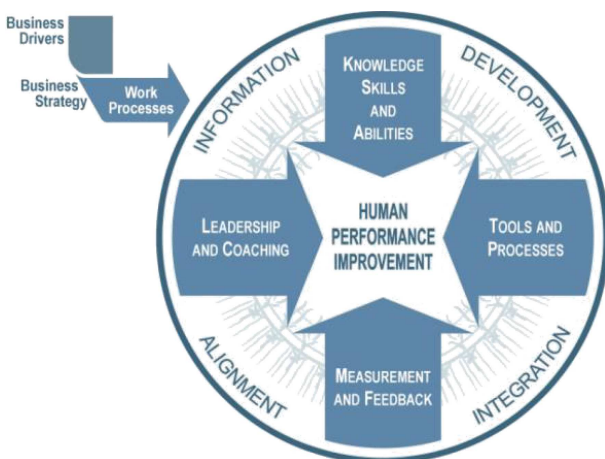 Business
Drivers
Business
Strategy
Work
Processes
INFORMATION
KNOWLEDGE
SKILLS
AND
ABILITIES
DEVELOPMENT
LEADERSHIP
AND COACHING
HUMAN
PERFORMANCE
IMPROVEMENT
TOOLS AND
PROCESSES
ALIGNMENT
MEASUREMENT
AND FEEDBACK
INTEGRATION